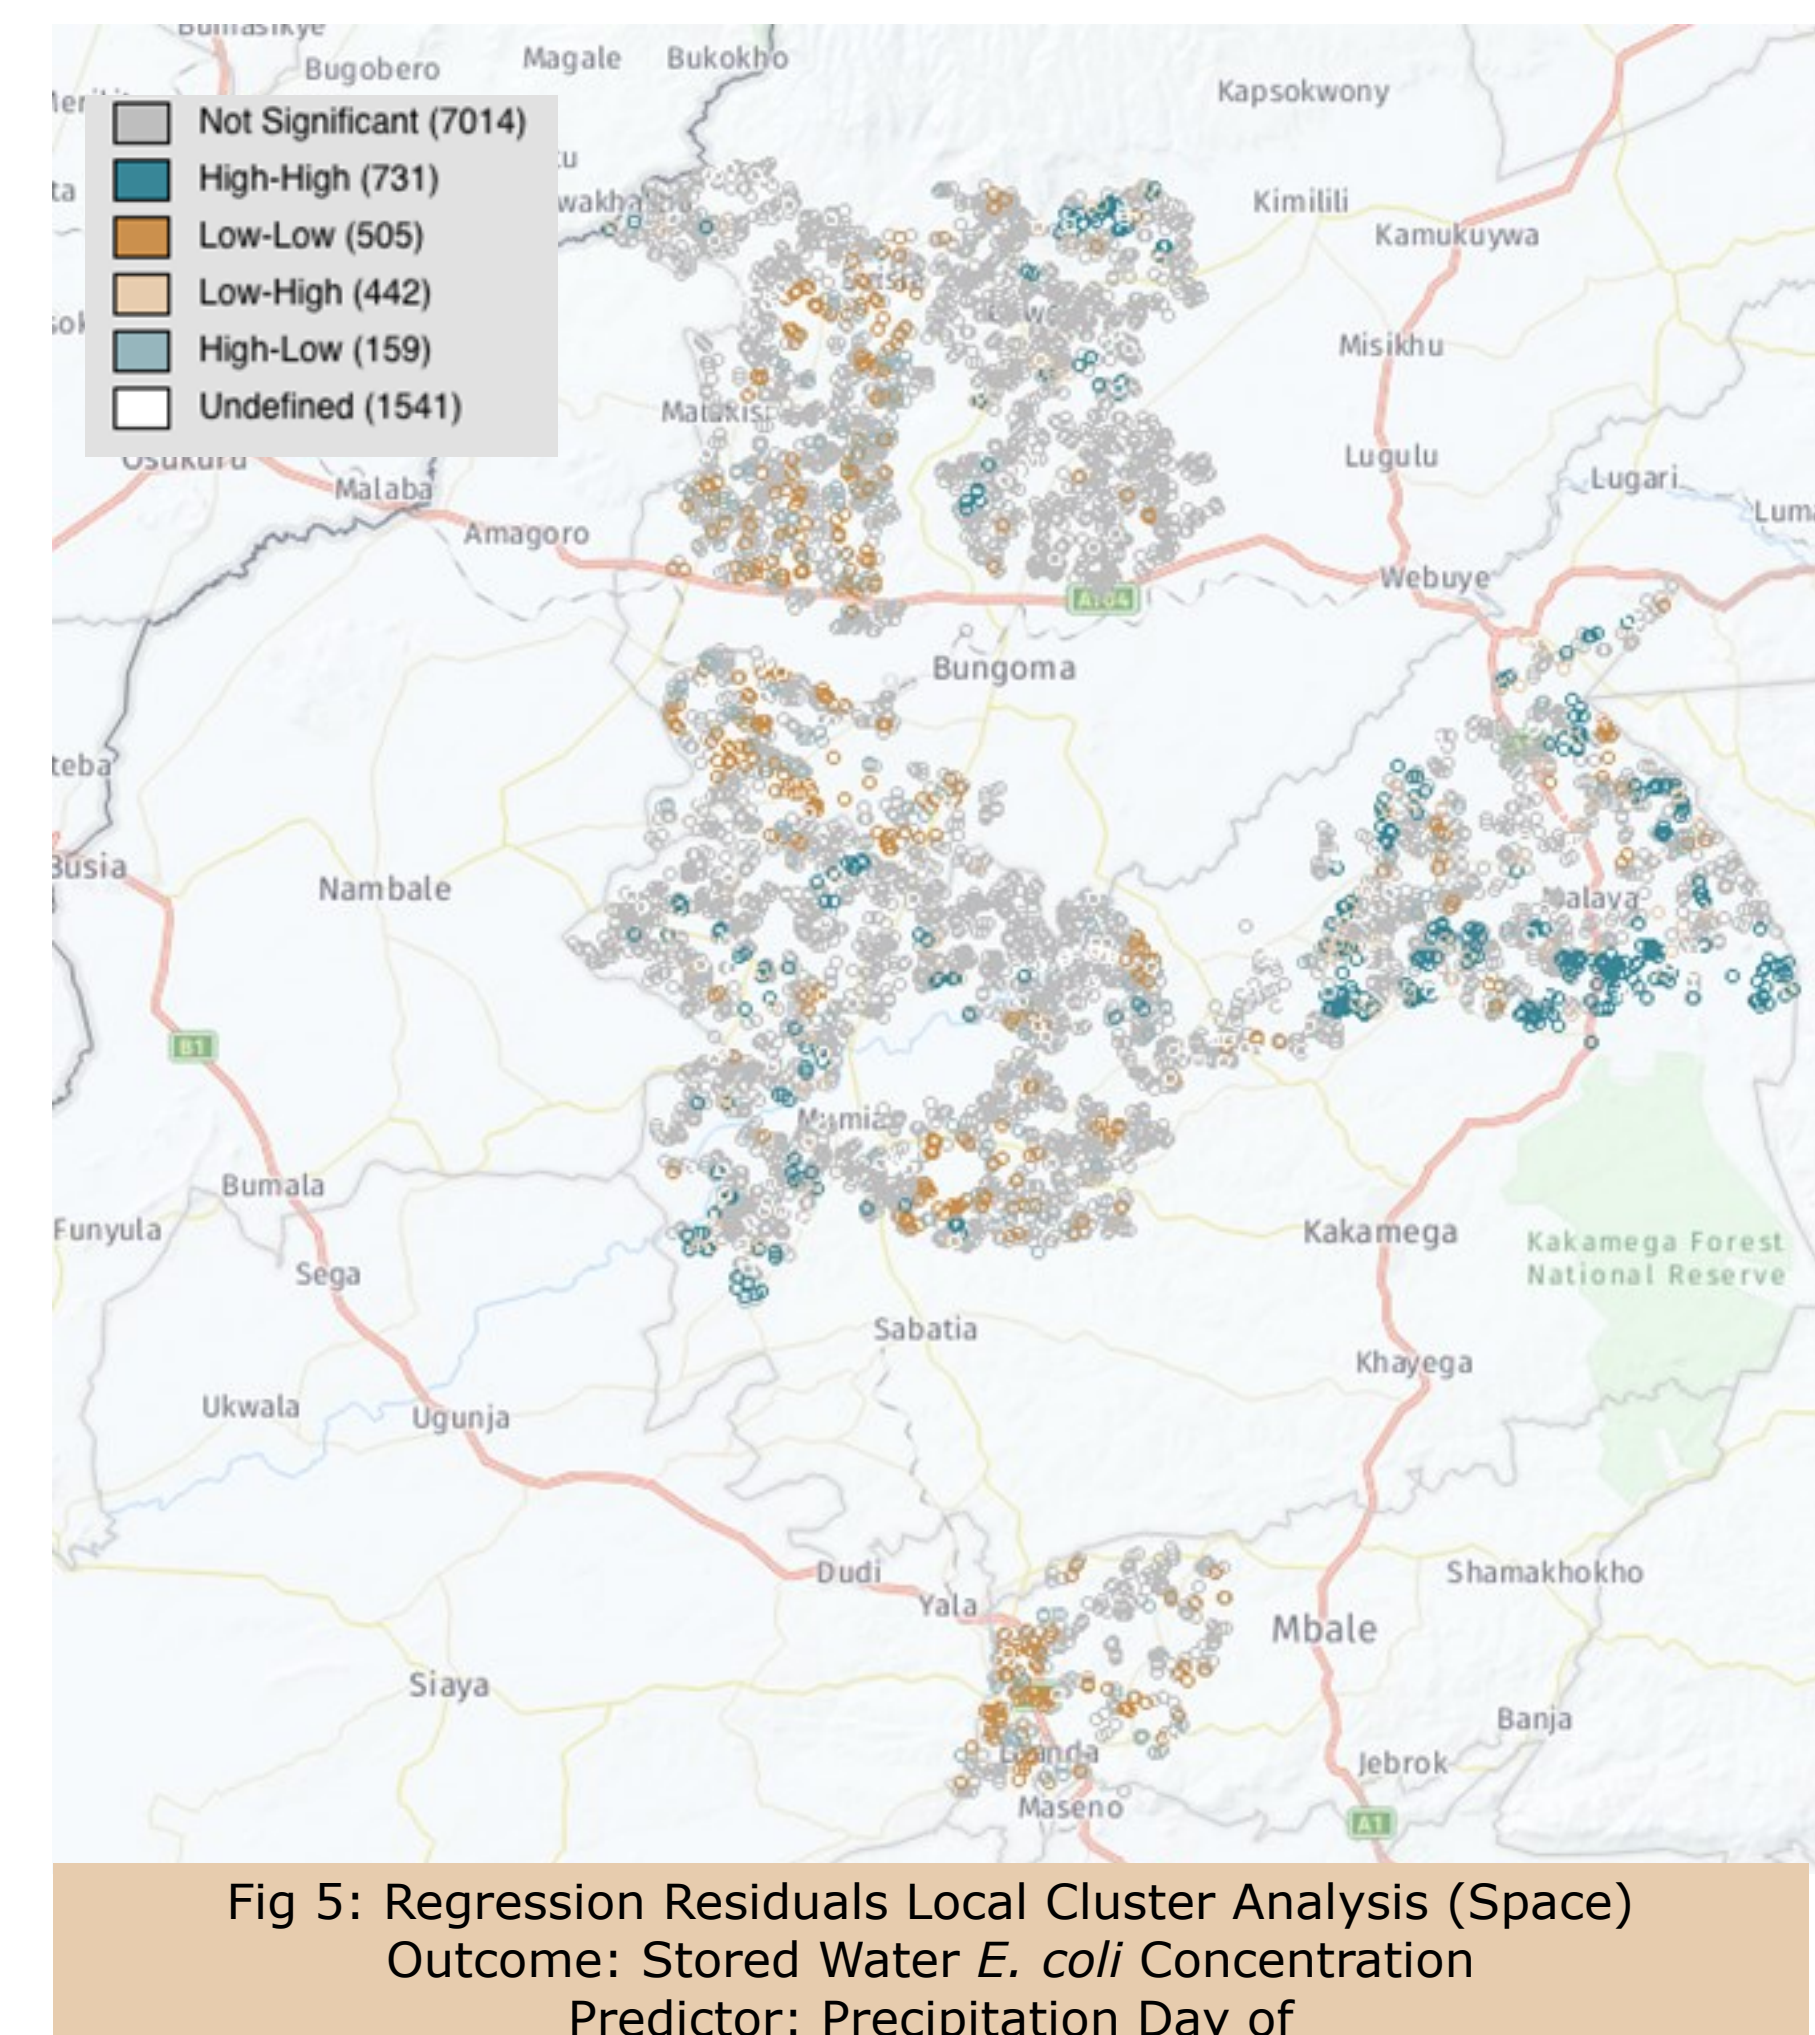 Bugobero
Magale
Bukokho
Kapsokwony
Not Significant (7014)
High-High (731)
Low-Low (505)
Low-High (442)
High-Low (159)
Undefined (1541)
Kimilili
Kamukuywa
Misikhu
Lugulu
Lugari
Malaba
Amagoro
Webuye
A104
Bungoma
Busia
Nambale
B1
Bumala
Funyula
Kakamega
Kakamega Forest
National Reserve
Sega
Sabatia
Khayega
Ukwala
Ugunja
Dudi
Yala
Shamakhokho
Mbale
Siaya
Banja
Jebrok
Maseno
A1
Fig 5: Regression Residuals Local Cluster Analysis (Space)
Outcome: Stored Water E. coli Concentration
Predictor: Precipitation Day of